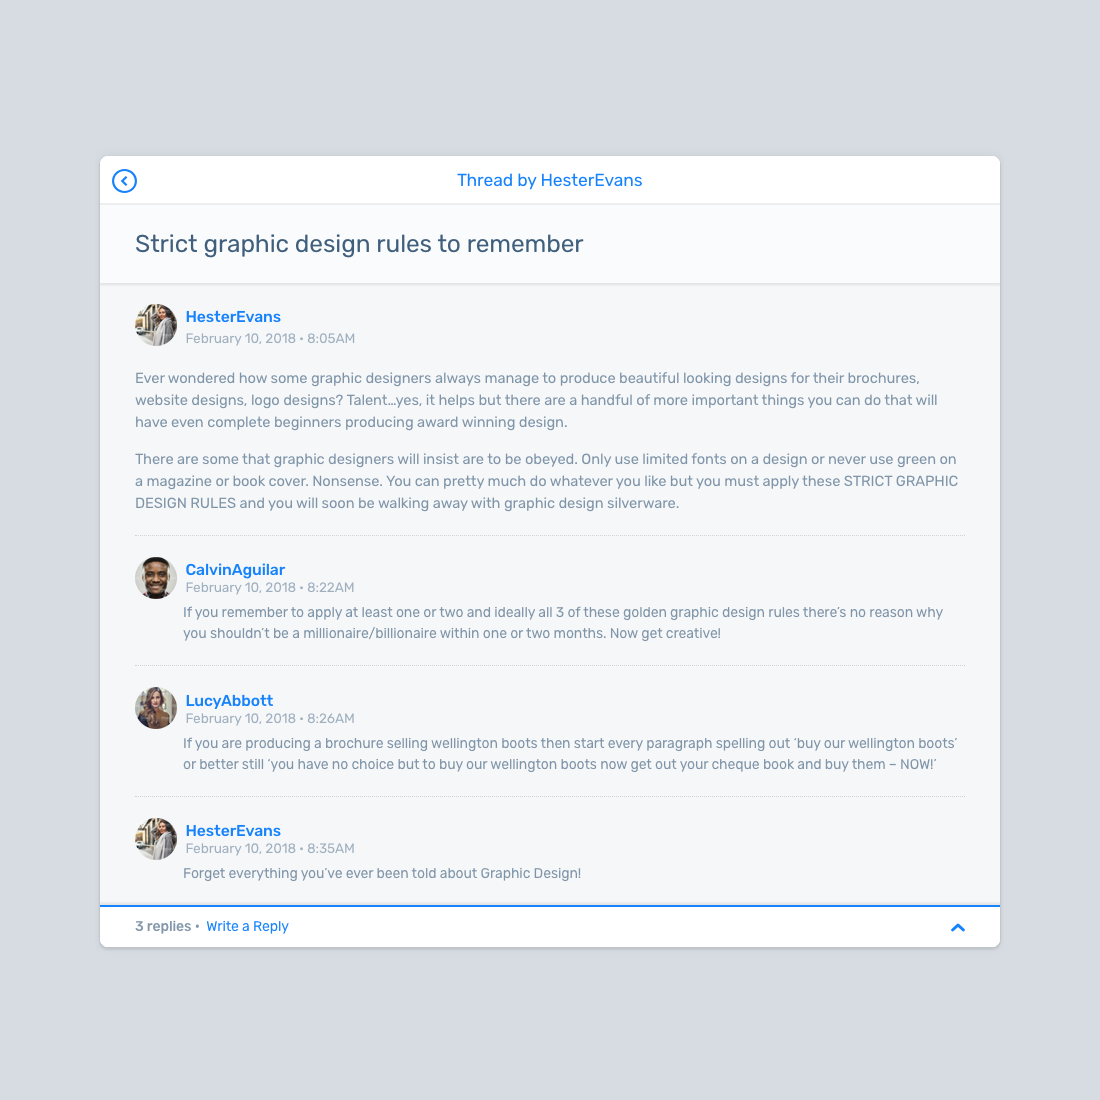 Thread by HesterEvans
Strict graphic design rules to remember
HesterEvans
February 10, 2018 • 8:05AM
Ever wondered how some graphic designers always manage to produce beautiful looking designs for their brochures,
website designs, logo designs? Talent…yes, it helps but there are a handful of more important things you can do that will
have even complete beginners producing award winning design.
There are some that graphic designers will insist are to be obeyed. Only use limited fonts on a design or never use green on
a magazine or book cover. Nonsense. You can pretty much do whatever you like but you must apply these STRICT GRAPHIC
DESIGN RULES and you will soon be walking away with graphic design silverware.
CalvinAguilar
February 10, 2018 • 8:22AM
If you remember to apply at least one or two and ideally all 3 of these golden graphic design rules there’s no reason why
you shouldn’t be a millionaire/billionaire within one or two months. Now get creative!
LucyAbbott
February 10, 2018 • 8:26AM
If you are producing a brochure selling wellington boots then start every paragraph spelling out ‘buy our wellington boots’
or better still ‘you have no choice but to buy our wellington boots now get out your cheque book and buy them – NOW!’
HesterEvans
February 10, 2018 • 8:35AM
Forget everything you’ve ever been told about Graphic Design!
3 replies • Write a Reply